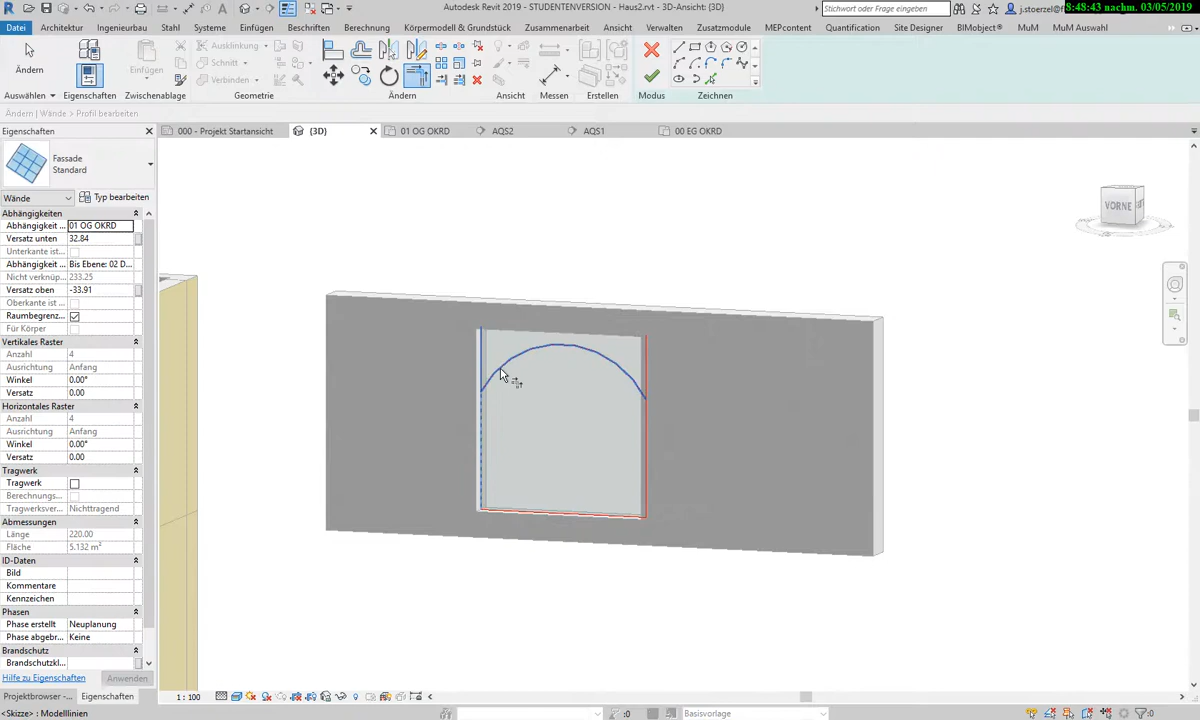 Autodesk Revit 2019 - STUDENTENVERSION - Haus2.rvt - 3D-Ansicht: {3D}
Stichwort oder Frage eingeben
j.stoerzel@f
8:48:43 nachm. 03/05/2019
Datei
Architektur
Ingenieurbau
Stahl
Systeme
Einfügen
Beschriften
Berechnung
Körpermodell & Grundstück
Zusammenarbeit
Ansicht
Verwalten
Zusatzmodule
MEPcontent
Quantification
Site Designer
BIMobject®
MuM
MuM Auswahl
Ändern
Einfügen
Ausklinkung
Schnitt
Verbinden
Auswählen
Eigenschaften
Zwischenablage
Geometrie
Ändern
Ansicht
Messen
Erstellen
Modus
Zeichnen
Ändern | Wände > Profil bearbeiten
Eigenschaften
000 - Projekt Startansicht
{3D}
01 OG OKRD
AQS2
AQS1
00 EG OKRD
Fassade
Standard
Wände
Typ bearbeiten
Abhängigkeiten
Abhängigkeit ... 01 OG OKRD
Versatz unten 32.84
Unterkante ist...
Abhängigkeit ... Bis Ebene: 02 D...
Nicht verknüp... 233.25
Versatz oben -33.91
Oberkante ist ...
Raumbegrenz...
Für Körper
Vertikales Raster
Anzahl 4
Ausrichtung Anfang
Winkel 0.00°
Versatz 0.00
Horizontales Raster
Anzahl 4
Ausrichtung Anfang
Winkel 0.00°
Versatz 0.00
Tragwerk
Tragwerk
Berechnungs...
Tragwerksver... Nichttragend
Abmessungen
Länge 220.00
Fläche 5.132 m²
ID-Daten
Bild
Kommentare
Kennzeichen
Phasen
Phase erstellt Neuplanung
Phase abgebr... Keine
Brandschutz
Brandschutzkl...
Hilfe zu Eigenschaften
Anwenden
Projektbrowser -...
Eigenschaften
VORNE
1 : 100
<Skizze> : Modelllinien
:0
Basisvorlage
:0